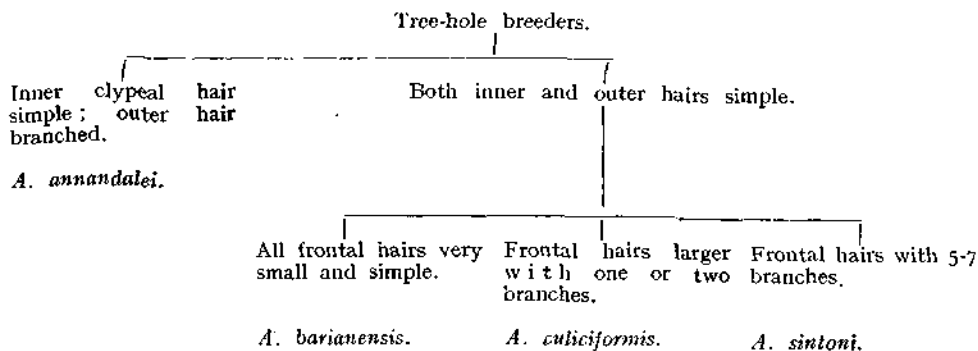 Tree-hole breeders.
Inner clypeal hair
simple ; outer hair
branched.
A. annandalei.
Both inner and outer hairs simple.
All frontal hairs very
small and simple.
A. barianensis.
Frontal hairs larger
with one or two
branches.
A. culiciformis.
Frontal hairs with 5-7
branches.
A. sintoni.